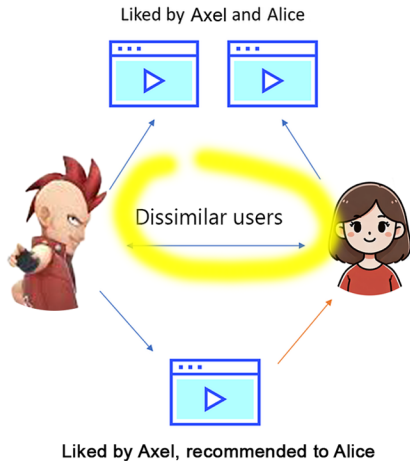 Liked by Axel and Alice
Dissimilar users
Liked by Axel, recommended to Alice